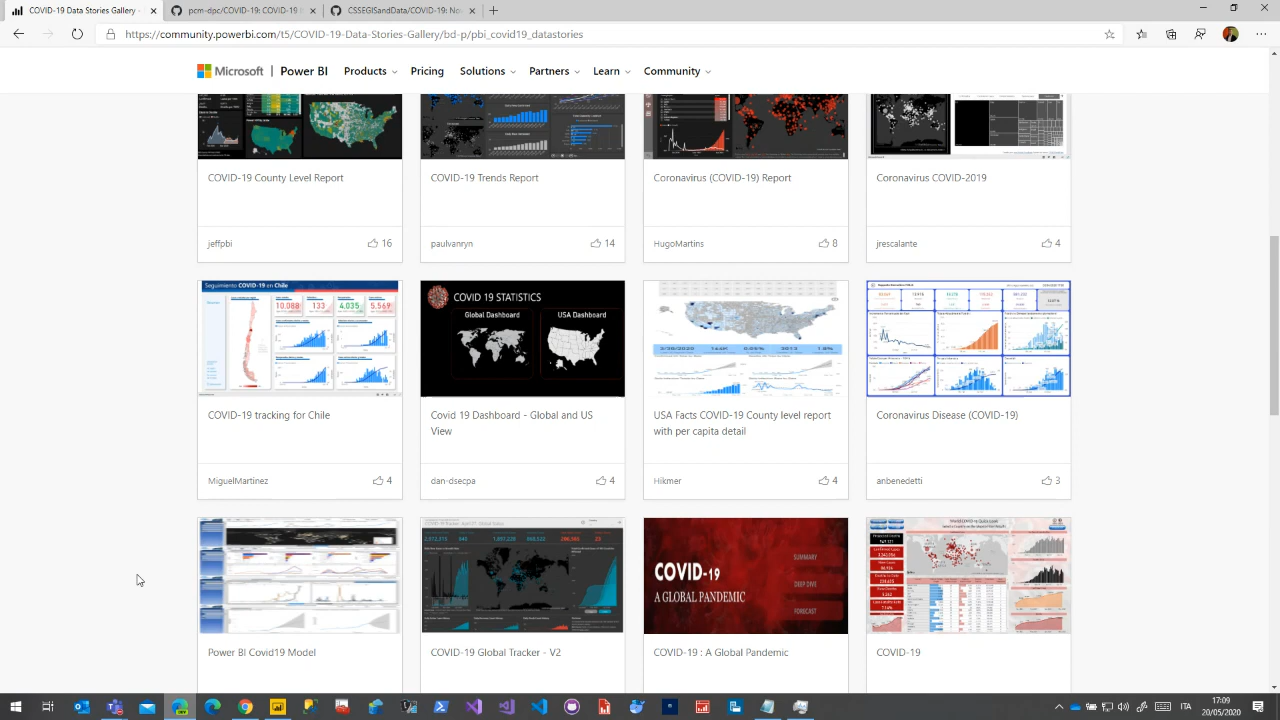 COVID-19 Data Stories Gallery -
pcm-dpc/COVID-19: COVID-19
CSSEGISandData/COVID-19: No
https://community.powerbi.com/t5/COVID-19-Data-Stories-Gallery/bd-p/pbi_covid19_datastories
Microsoft | Power BI Products Pricing Solutions Partners Learn Community
COVID-19 County Level Report
COVID-19 Trends Report
Coronavirus (COVID-19) Report
Coronavirus COVID-2019
jeffpbi 16
paulvanryn 14
HugoMartins 8
jrescalante 4
Seguimiento COVID-19 en Chile
COVID19 STATISTICS
Global Dashboard USA Dashboard
COVID-19 tracking for Chile
Covid 19 Dashboard - Global and US
View
USA Facts COVID-19 County level report
with per capita detail
Coronavirus Disease (COVID-19)
MiguelMartinez 4
dan-dsecpa 4
Hikmer 4
anbenedetti 3
COVID-19
A GLOBAL PANDEMIC
SUMMARY
DEEP DIVE
FORECAST
Power BI Covid19 Model
COVID-19 Global Tracker - V2
COVID-19 : A Global Pandemic
COVID-19
ITA
17:09
20/05/2020